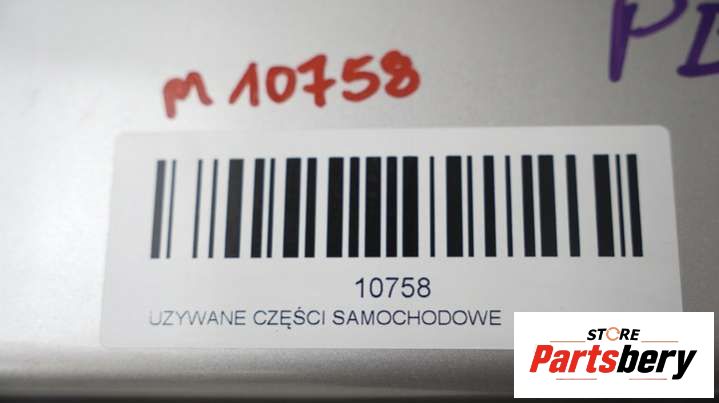 m 10758
10758
UZYWANE CZĘŚCI SAMOCHODOWE
STORE
Partsbery